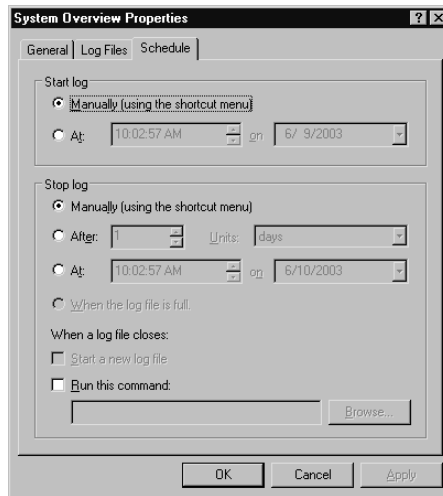 System Overview Properties
General Log Files Schedule
Start log
Manually (using the shortcut menu)
At: 10:02:57 AM on 6/ 9/2003
Stop log
Manually (using the shortcut menu)
After: 1 Units: days
At: 10:02:57 AM on 6/10/2003
When the log file is full.
When a log file closes:
Start a new log file
Run this command:
Browse...
OK Cancel Apply